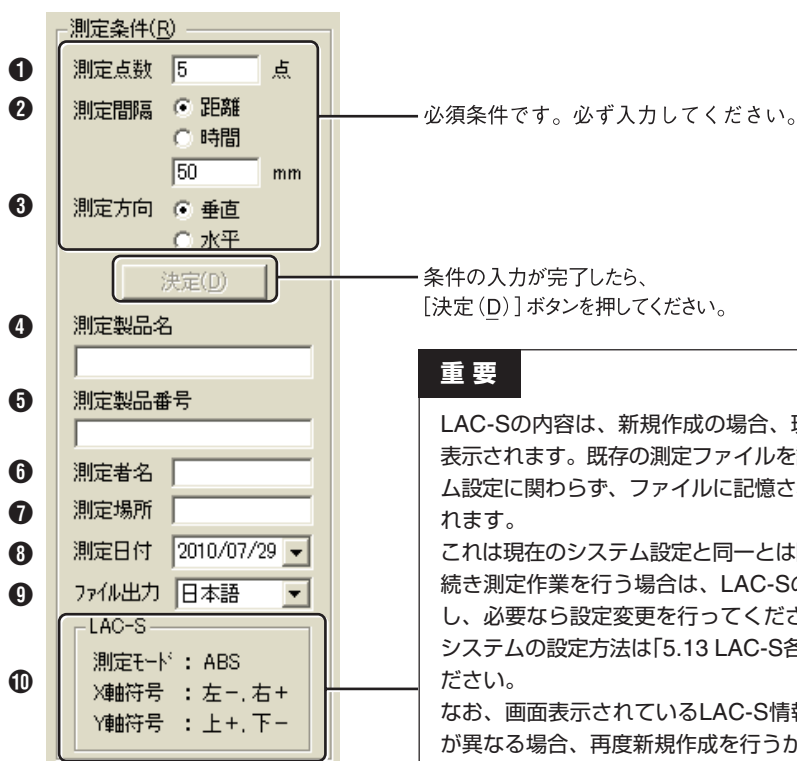 測定条件(R)
❶ 測定点数 5 点
❷ 測定間隔 距離
時間
50 mm
❸ 測定方向 垂直
水平
必須条件です。必ず入力してください。
決定(D)
条件の入力が完了したら、
［決定(D)］ボタンを押してください。
❹ 測定製品名
❺ 測定製品番号
❻ 測定者名
❼ 測定場所
❽ 測定日付 2010/07/29
❾ ファイル出力 日本語
❿ LAC-S
測定モード : ABS
X軸符号 : 左－, 右＋
Y軸符号 : 上＋, 下－
重要
LAC-Sの内容は、新規作成の場合、
表示されます。既存の測定ファイルを
ム設定に関わらず、ファイルに記憶さ
れます。
これは現在のシステム設定と同一とは
続き測定作業を行う場合は、LAC-Sの
し、必要なら設定変更を行ってくださ
システムの設定方法は「5.13 LAC-S各
ださい。
なお、画面表示されているLAC-S情
が異なる場合、再度新規作成を行うか